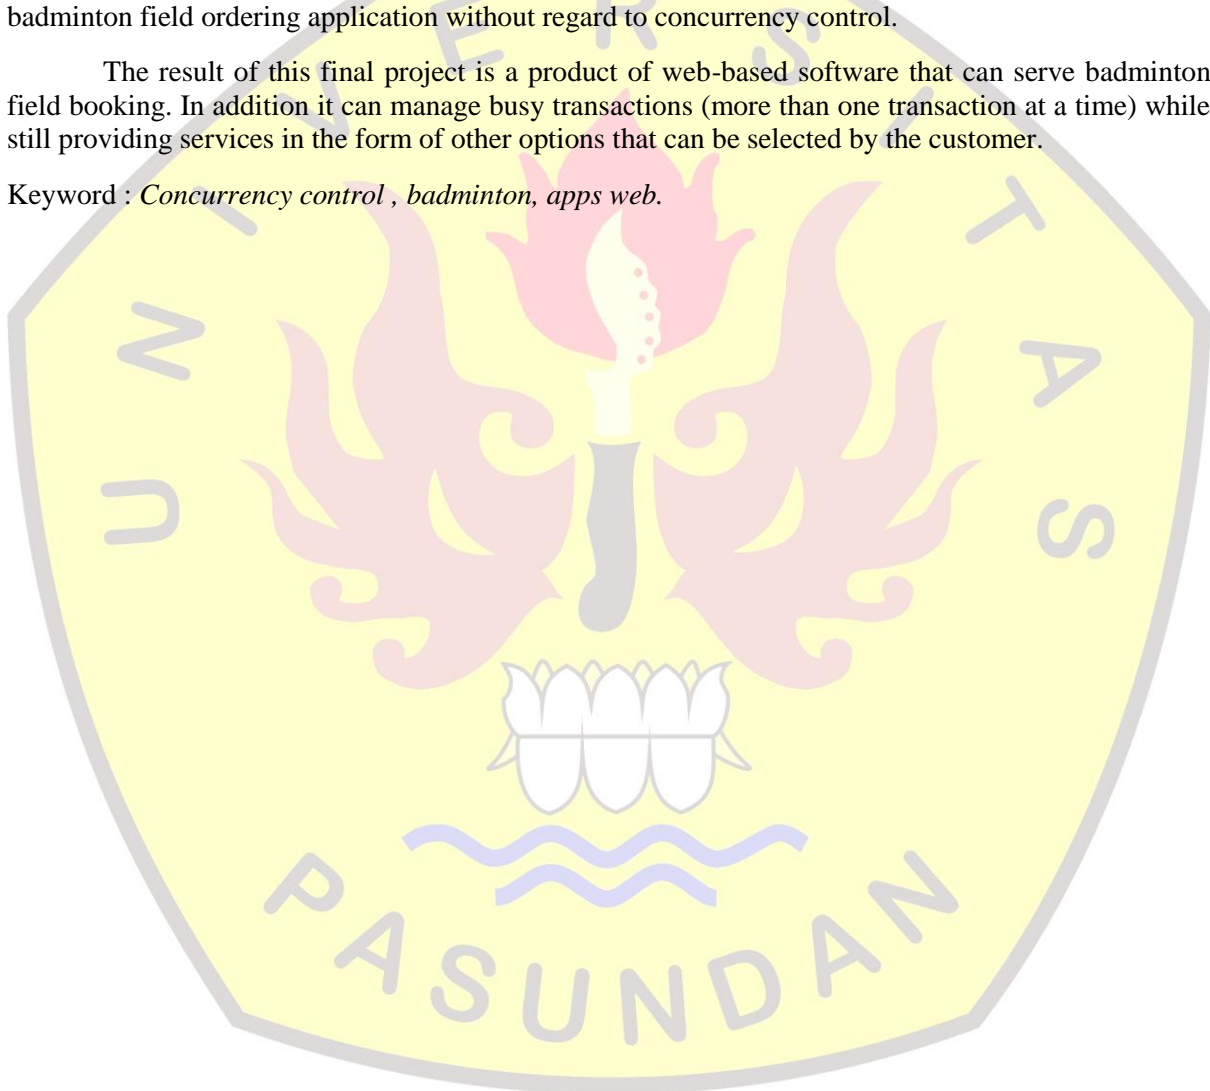 badminton field ordering application without regard to concurrency control.
The result of this final project is a product of web-based software that can serve badminton
field booking. In addition it can manage busy transactions (more than one transaction at a time) while
still providing services in the form of other options that can be selected by the customer.
Keyword : Concurrency control , badminton, apps web.
UNIVERSITAS
PASUNDAN